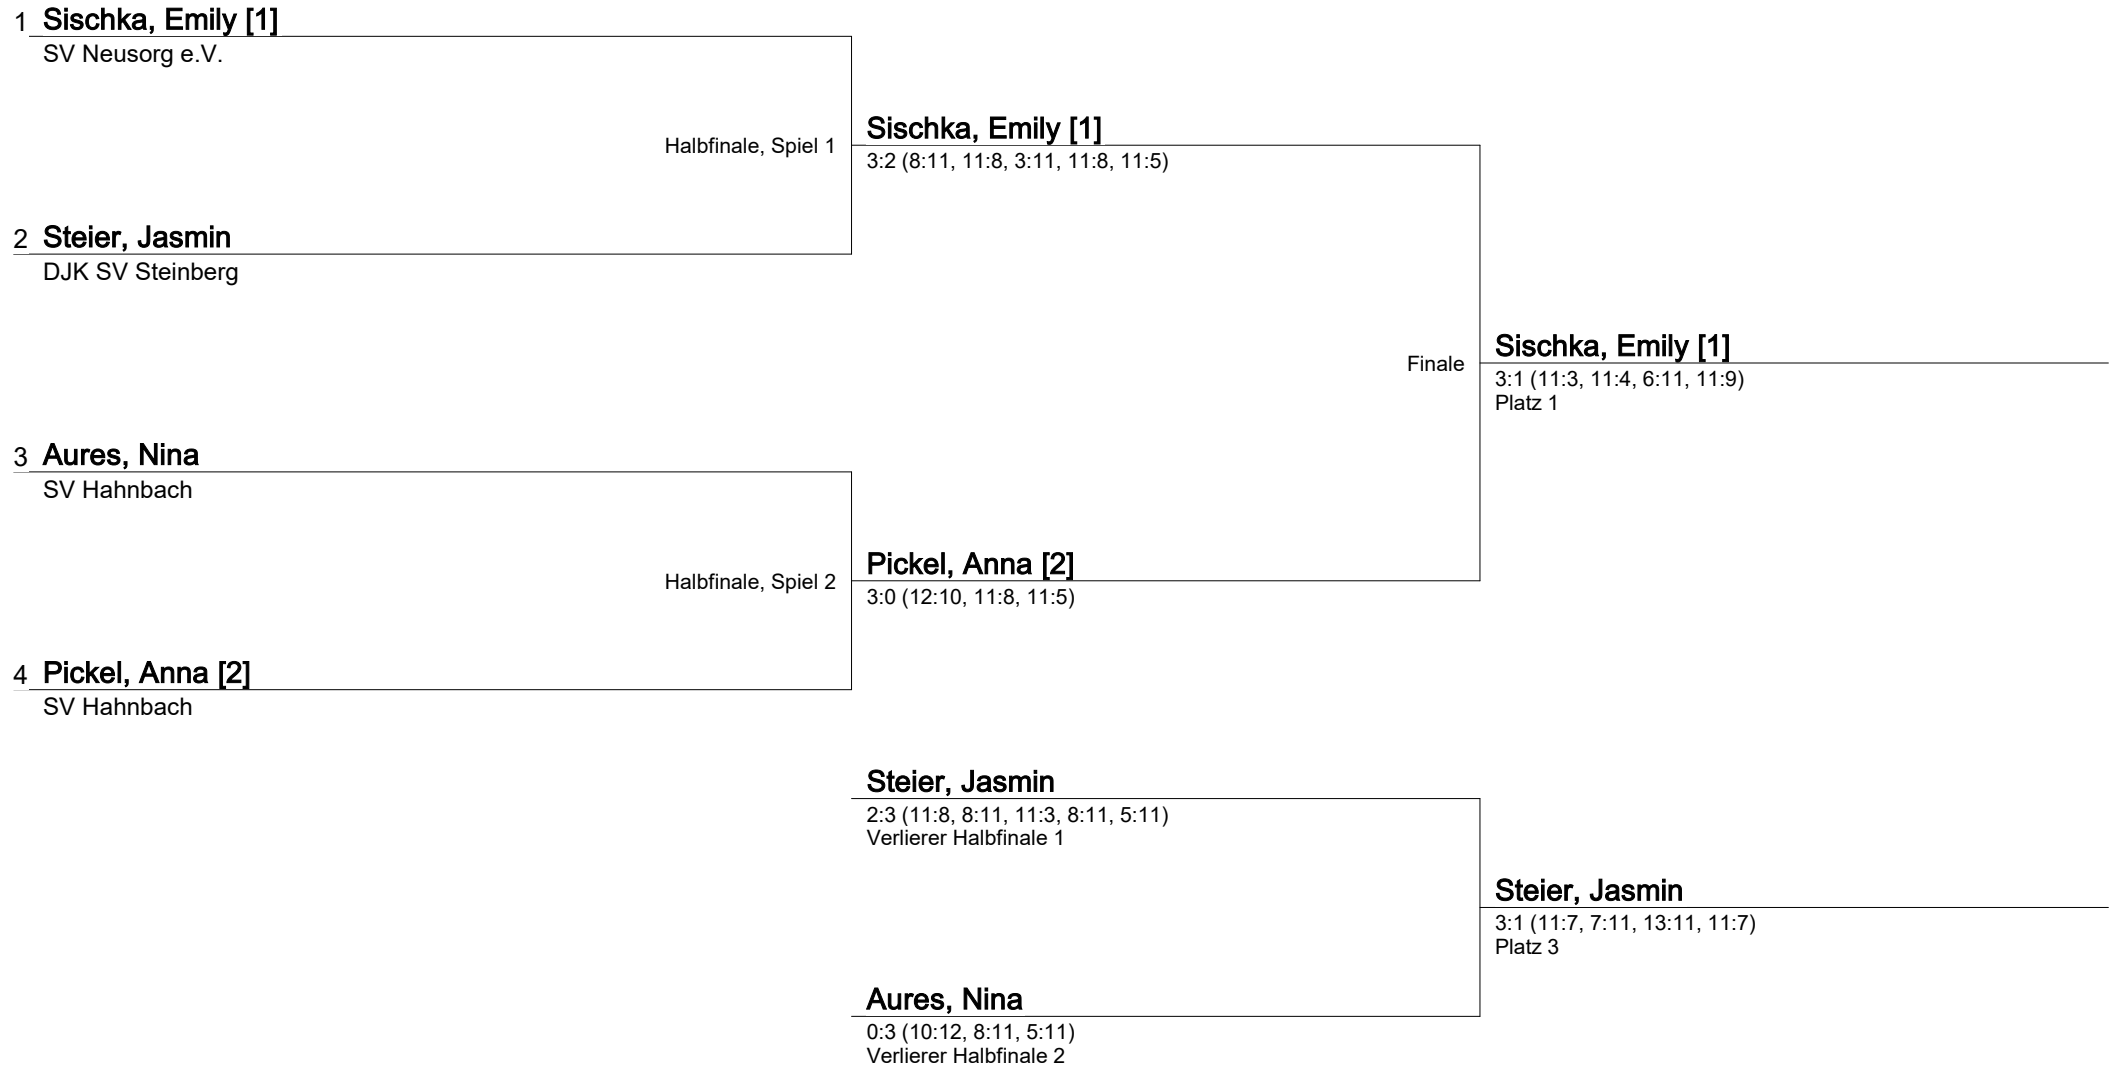 1 Sischka, Emily [1]
SV Neusorg e.V.
Halbfinale, Spiel 1
Sischka, Emily [1]
3:2 (8:11, 11:8, 3:11, 11:8, 11:5)
2 Steier, Jasmin
DJK SV Steinberg
Finale
Sischka, Emily [1]
3:1 (11:3, 11:4, 6:11, 11:9)
Platz 1
3 Aures, Nina
SV Hahnbach
Halbfinale, Spiel 2
Pickel, Anna [2]
3:0 (12:10, 11:8, 11:5)
4 Pickel, Anna [2]
SV Hahnbach
Steier, Jasmin
2:3 (11:8, 8:11, 11:3, 8:11, 5:11)
Verlierer Halbfinale 1
Steier, Jasmin
3:1 (11:7, 7:11, 13:11, 11:7)
Platz 3
Aures, Nina
0:3 (10:12, 8:11, 5:11)
Verlierer Halbfinale 2